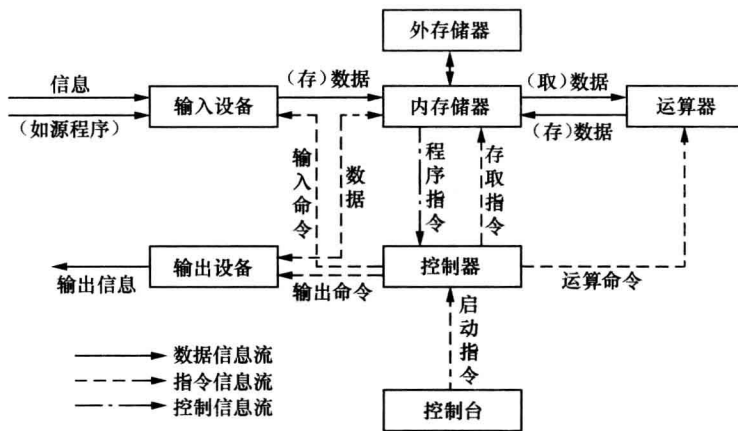 外存储器
信息
（存）数据
（取）数据
输入设备
内存储器
运算器
（如源程序）
（存）数据
输入命令
数据
程序指令
存取指令
输出设备
控制器
输出信息
输出命令
运算命令
启动指令
数据信息流
指令信息流
控制信息流
控制台